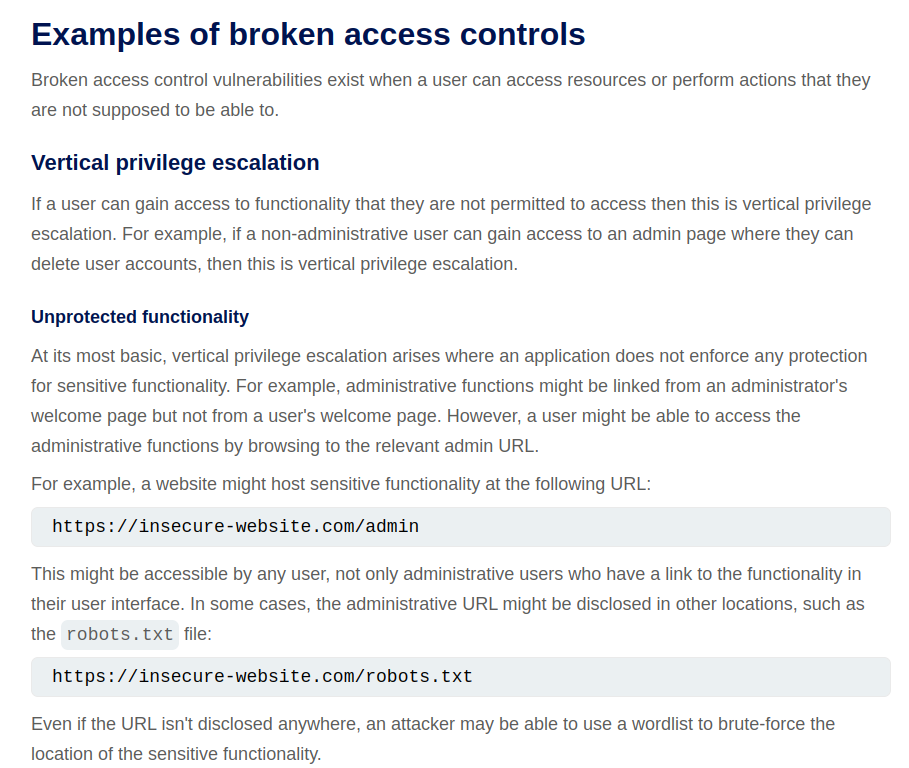 Examples of broken access controls
Broken access control vulnerabilities exist when a user can access resources or perform actions that they
are not supposed to be able to.
Vertical privilege escalation
If a user can gain access to functionality that they are not permitted to access then this is vertical privilege
escalation. For example, if a non-administrative user can gain access to an admin page where they can
delete user accounts, then this is vertical privilege escalation.
Unprotected functionality
At its most basic, vertical privilege escalation arises where an application does not enforce any protection
for sensitive functionality. For example, administrative functions might be linked from an administrator's
welcome page but not from a user's welcome page. However, a user might be able to access the
administrative functions by browsing to the relevant admin URL.
For example, a website might host sensitive functionality at the following URL:
https://insecure-website.com/admin
This might be accessible by any user, not only administrative users who have a link to the functionality in
their user interface. In some cases, the administrative URL might be disclosed in other locations, such as
the robots.txt file:
https://insecure-website.com/robots.txt
Even if the URL isn't disclosed anywhere, an attacker may be able to use a wordlist to brute-force the
location of the sensitive functionality.